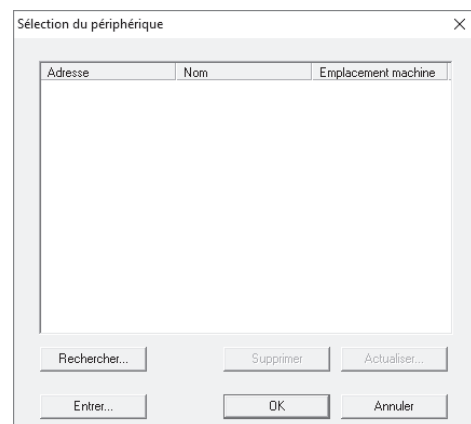 Sélection du périphérique
Adresse Nom Emplacement machine
Rechercher... Supprimer Actualiser...
Entrer... OK Annuler